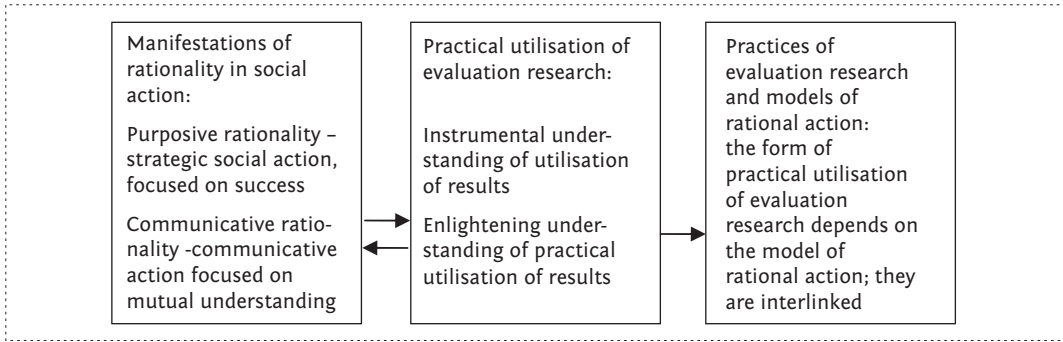 Manifestations of
rationality in social
action:
Purposive rationality –
strategic social action,
focused on success
Communicative ratio-
nality -communicative
action focused on
mutual understanding
Practical utilisation of
evaluation research:
Instrumental under-
standing of utilisation
of results
Enlightening under-
standing of practical
utilisation of results
Practices of
evaluation research
and models of
rational action:
the form of
practical utilisation
of evaluation
research depends on
the model of
rational action; they
are interlinked